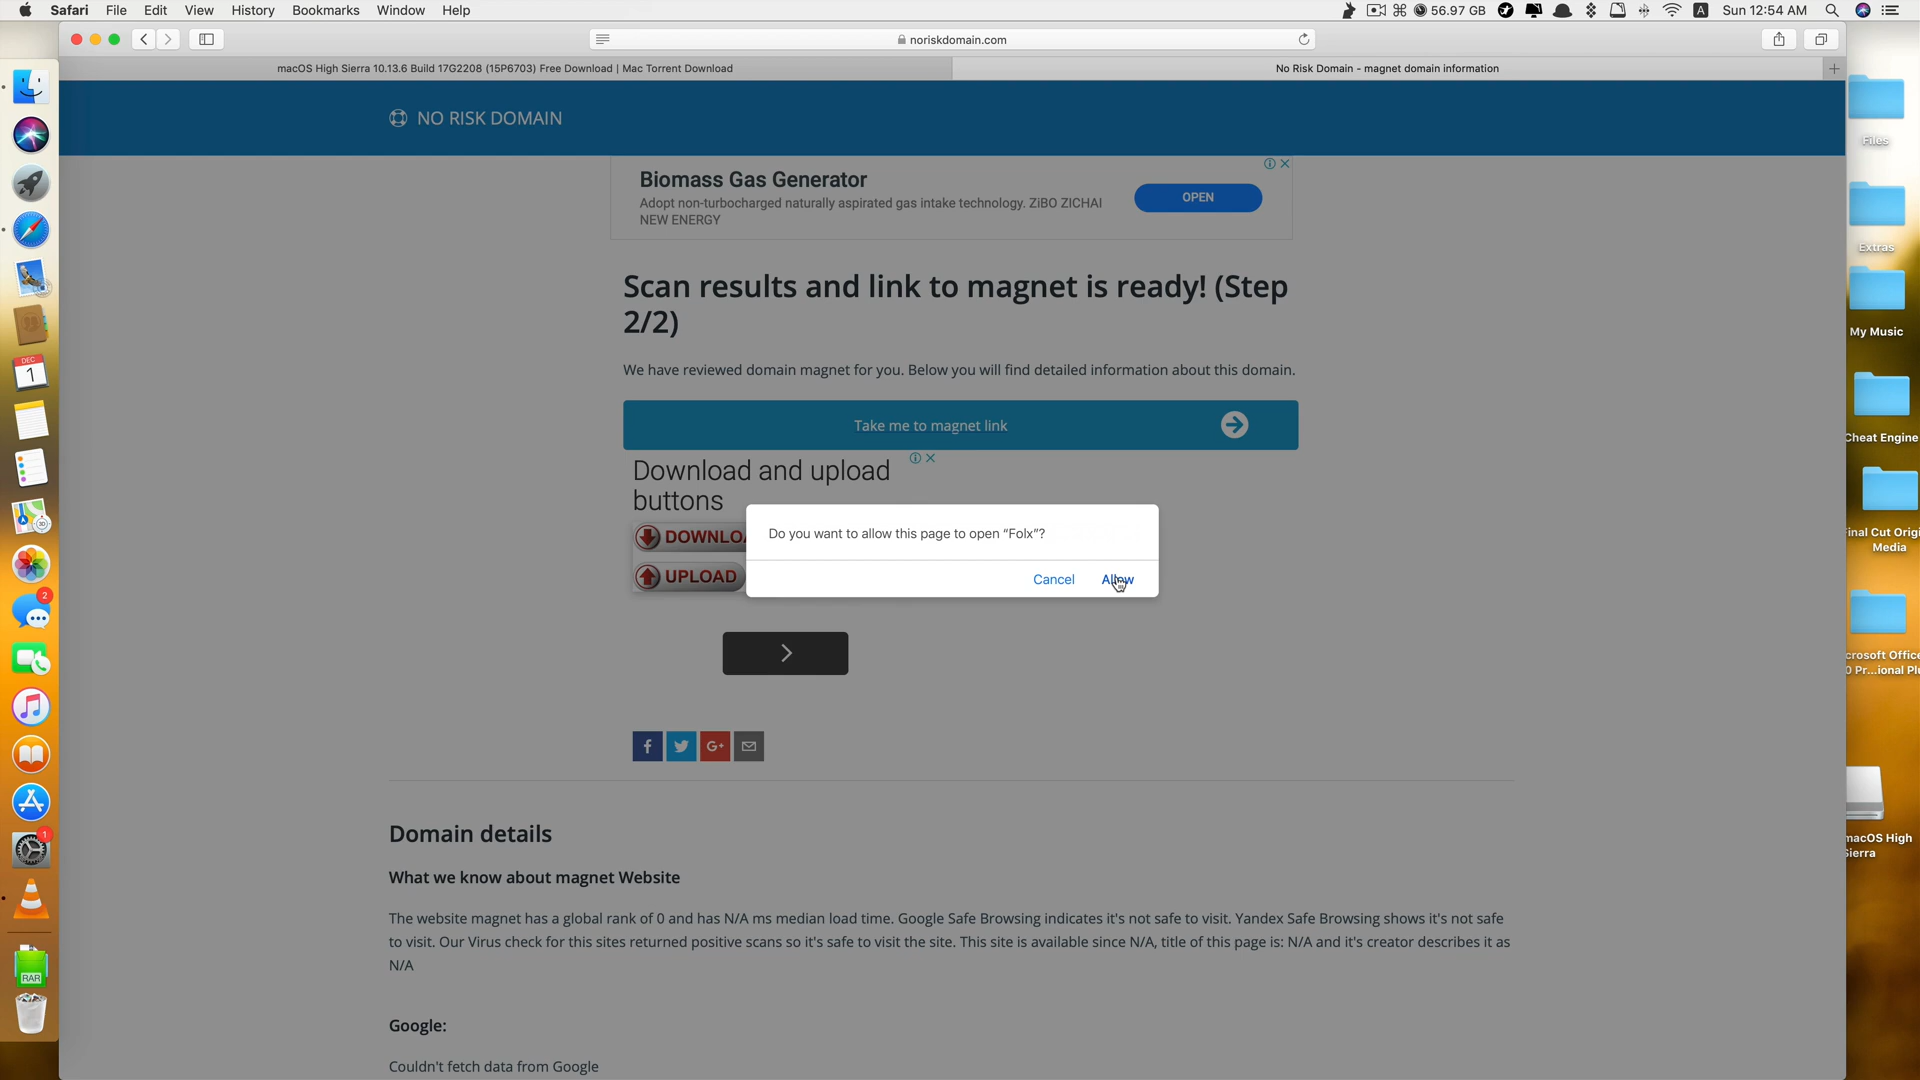 Safari File Edit View History Bookmarks Window Help
56.97 GB
A
Sun 12:54 AM
noriskdomain.com
macOS High Sierra 10.13.6 Build 17G2208 (15P6703) Free Download | Mac Torrent Download
No Risk Domain - magnet domain information
NO RISK DOMAIN
Biomass Gas Generator
Adopt non-turbocharged naturally aspirated gas intake technology. ZiBO ZICHAI
NEW ENERGY
OPEN
Scan results and link to magnet is ready! (Step
2/2)
We have reviewed domain magnet for you. Below you will find detailed information about this domain.
Take me to magnet link
Download and upload
buttons
UPLOAD
Do you want to allow this page to open “Folx”?
Cancel Allow
Domain details
What we know about magnet Website
The website magnet has a global rank of 0 and has N/A ms median load time. Google Safe Browsing indicates it's not safe to visit. Yandex Safe Browsing shows it's not safe
to visit. Our Virus check for this sites returned positive scans so it's safe to visit the site. This site is available since N/A, title of this page is: N/A and it's creator describes it as
N/A
Google:
Couldn't fetch data from Google
Files
Extras
My Music
Cheat Engine
Media
macOS High
Sierra
DEC
1
2
1
RAR